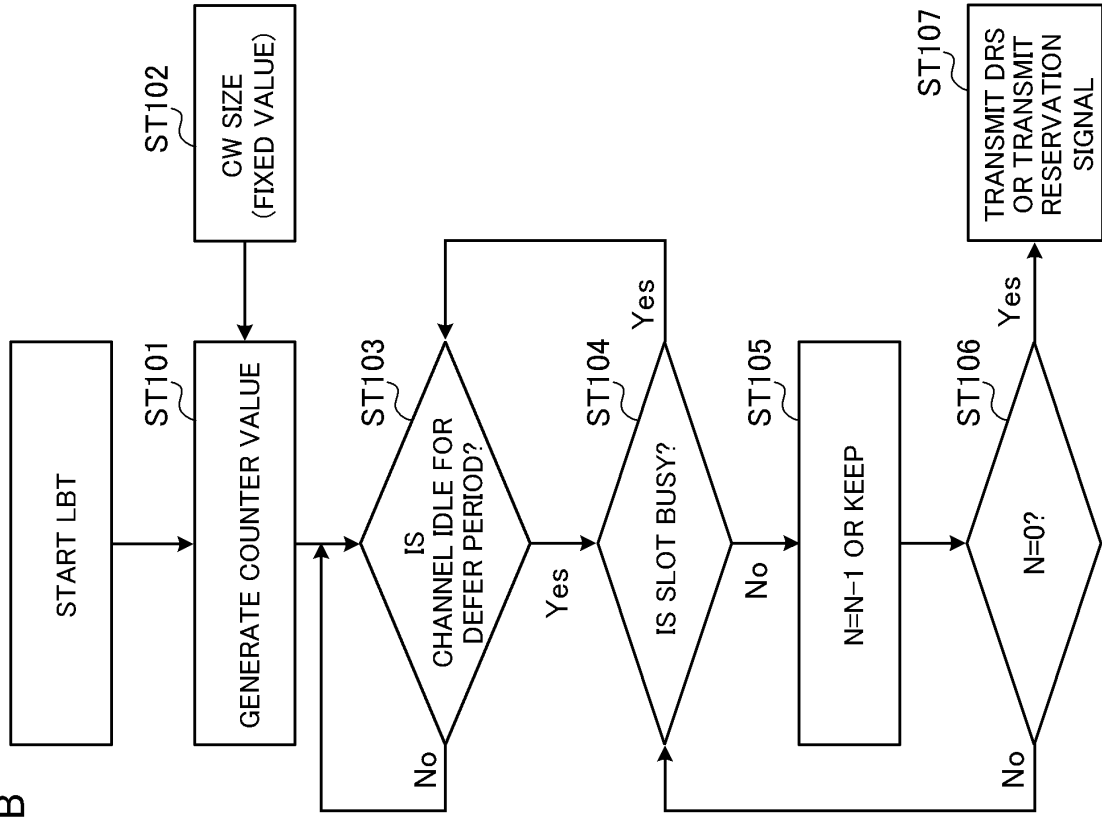 B
START LBT
ST101
GENERATE COUNTER VALUE
ST102
CW SIZE
(FIXED VALUE)
ST103
IS
CHANNEL IDLE FOR
DEFER PERIOD?
No
Yes
ST104
IS SLOT BUSY?
Yes
No
ST105
N=N-1 OR KEEP
ST106
N=0?
No
Yes
ST107
TRANSMIT DRS
OR TRANSMIT
RESERVATION
SIGNAL